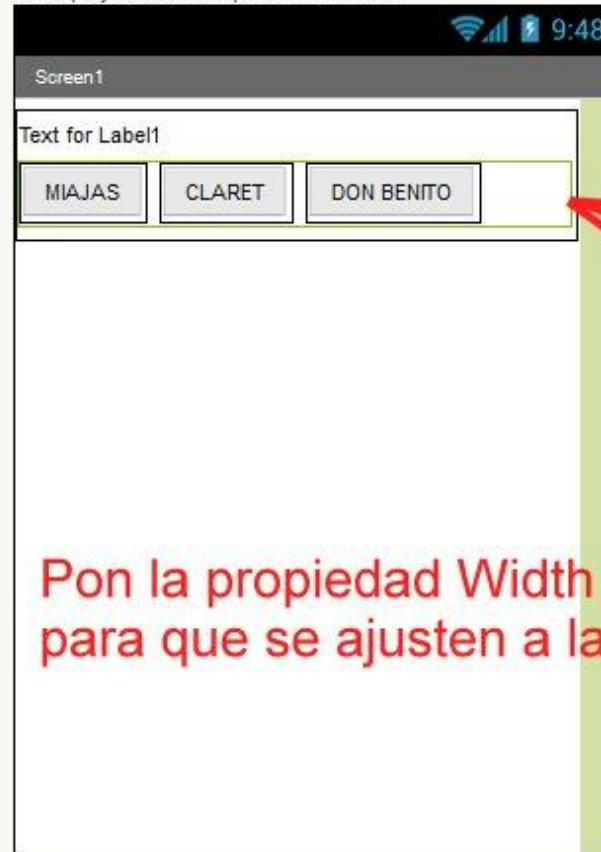 9:48
Screen1
Text for Label1
MIAJAS CLARET DON BENITO
Pon la propiedad Width
para que se ajusten a la